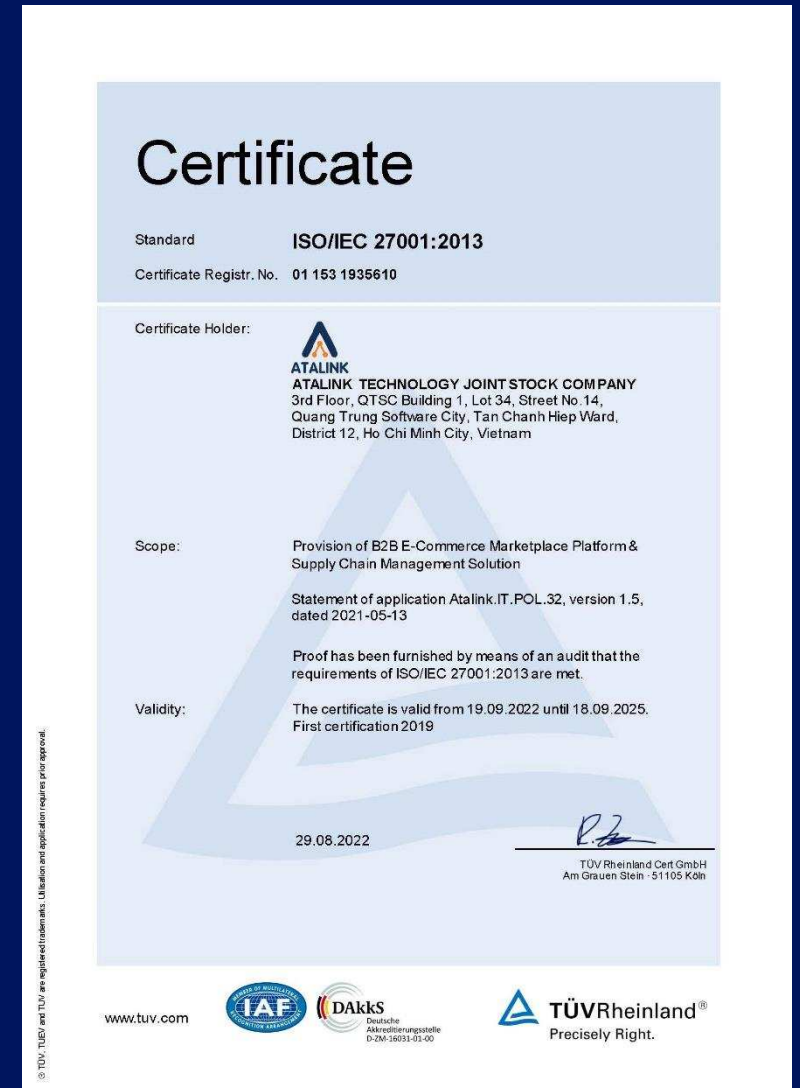 Certificate
Standard ISO/IEC 27001:2013
Certificate Registr. No. 01 153 1935610
Certificate Holder:
ATALINK
ATALINK TECHNOLOGY JOINT STOCK COMPANY
3rd Floor, QTSC Building 1, Lot 34, Street No.14,
Quang Trung Software City, Tan Chanh Hiep Ward,
District 12, Ho Chi Minh City, Vietnam
Scope: Provision of B2B E-Commerce Marketplace Platform &
Supply Chain Management Solution
Statement of application Atalink.IT.POL.32, version 1.5,
dated 2021-05-13
Proof has been furnished by means of an audit that the
requirements of ISO/IEC 27001:2013 are met.
Validity: The certificate is valid from 19.09.2022 until 18.09.2025.
First certification 2019
29.08.2022
TÜV Rheinland Cert GmbH
Am Grauen Stein · 51105 Köln
® TÜV, TUEV and TUV are registered trademarks. Utilisation and application requires prior approval.
www.tuv.com
MEMBER OF MULTILATERAL
IAF
RECOGNITION ARRANGEMENT
DAkkS
Deutsche
Akkreditierungsstelle
D-ZM-16031-01-00
TÜVRheinland®
Precisely Right.